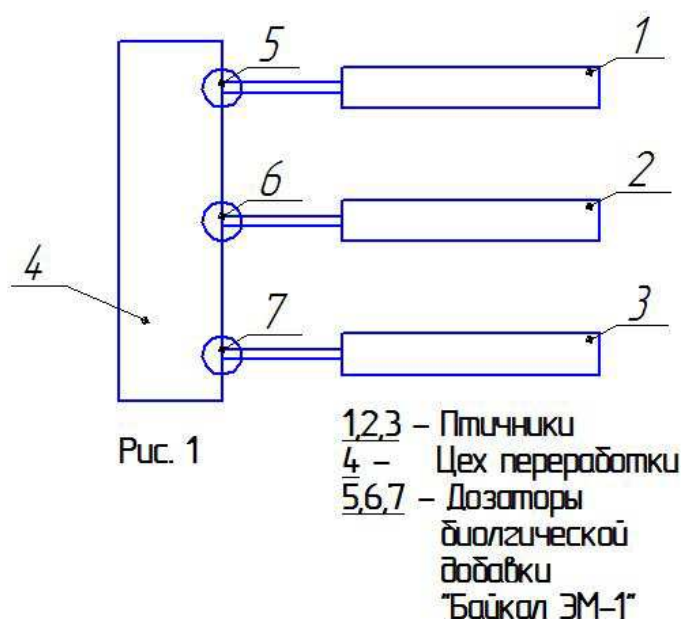 5
1
6
2
4
7
3
Рис. 1
1,2,3 - Птичники
4 - Цех переработки
5,6,7 - Дозаторы
биолгической
добавки
"Байкал ЭМ-1"